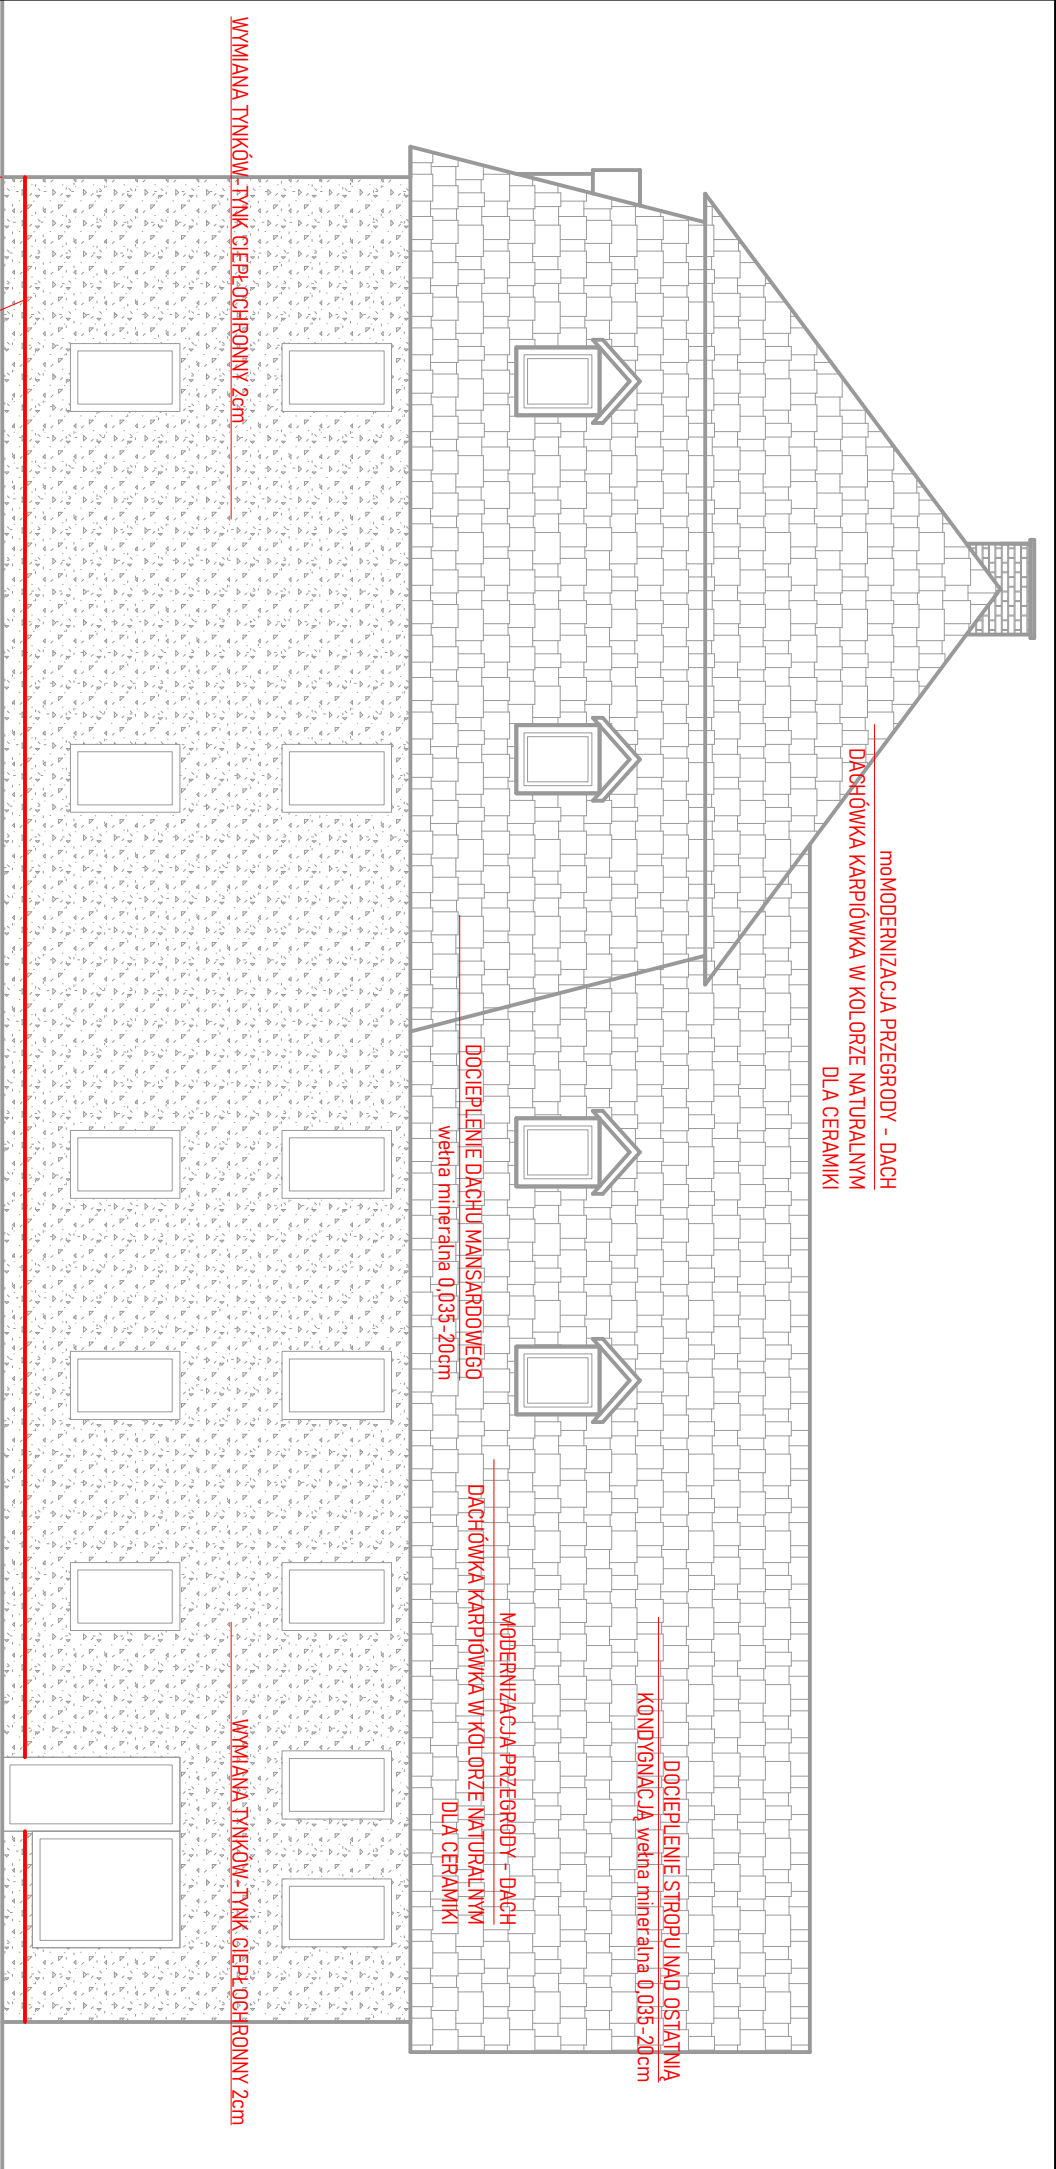 moMODERNIZACJA PRZEGRODY - DACH
DACHÓWKA KARPIÓWKA W KOLORZE NATURALNYM
DLA CERAMIKI
DOCIEPLENIE STROPU NAD OSTATNIĄ
KONDYGNACJĄ wełna mineralna 0,035-20cm
MODERNIZACJA PRZEGRODY - DACH
DACHÓWKA KARPIÓWKA W KOLORZE NATURALNYM
DLA CERAMIKI
DOCIEPLENIE DACHU MANSARDOWEGO
wełna mineralna 0,035-20cm
WYMIANA TYNKÓW-TYNK CIEPŁOCHRONNY 2cm
WYMIANA TYNKÓW-TYNK CIEPŁOCHRONNY 2cm